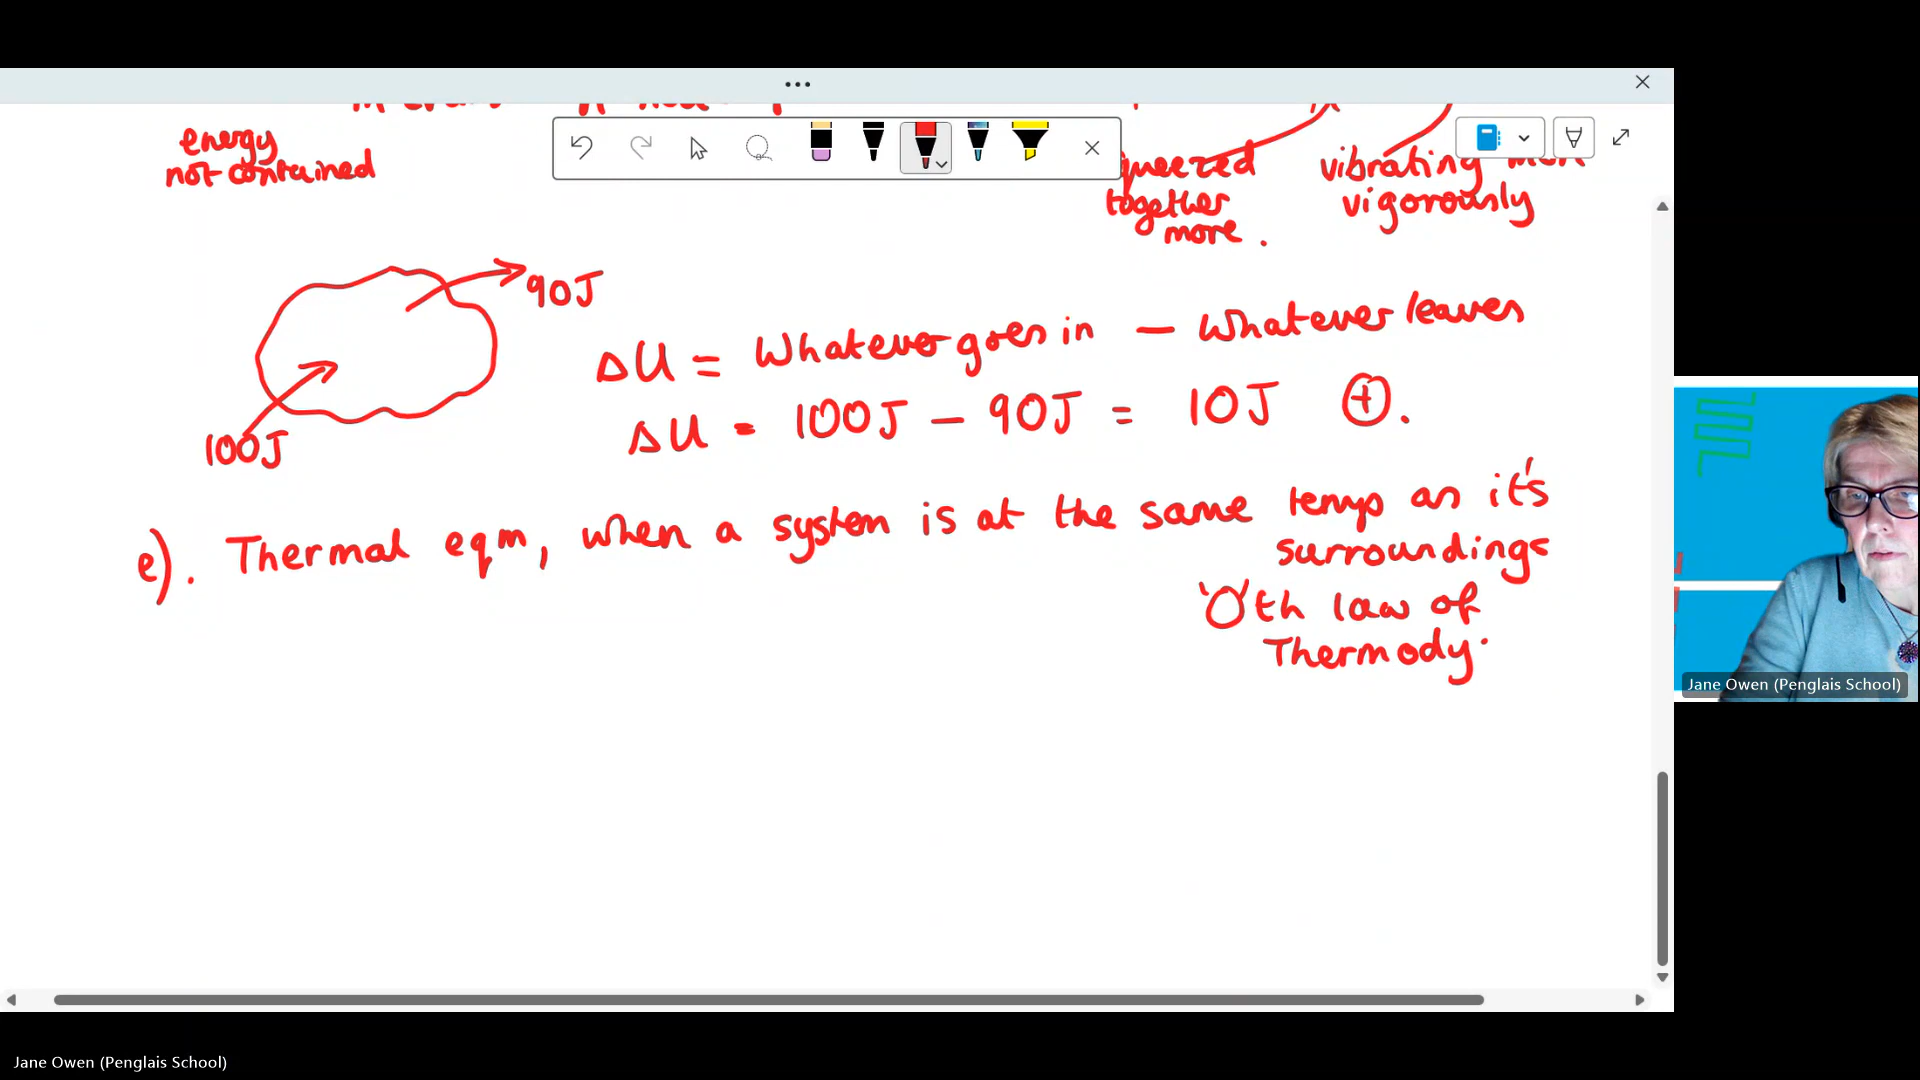 energy
not contained
together
more.
vibrating
vigorously
90J
100J
ΔU = Whatever goes in – Whatever leaves
ΔU = 100J – 90J = 10J ⊕.
e). Thermal eqm, when a system is at the same temp as it's
surroundings
'0'th law of
Thermody.
Jane Owen (Penglais School)
Jane Owen (Penglais School)